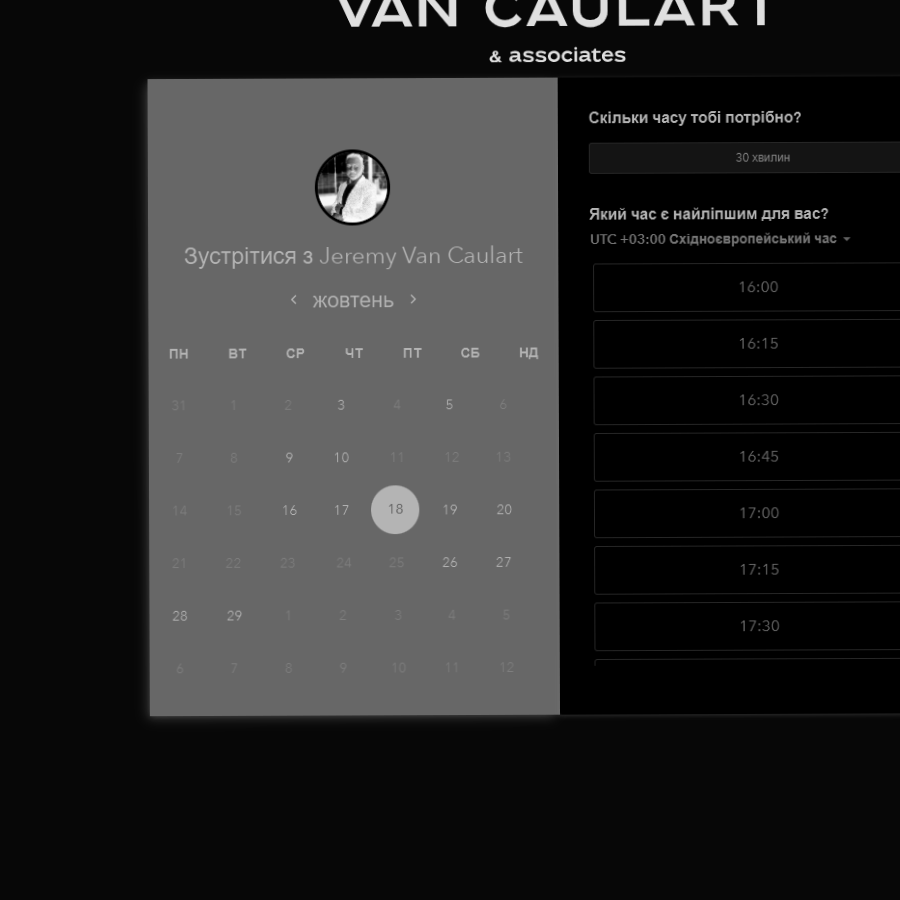 VAN CAULART
& associates
Зустрітися з Jeremy Van Caulart
жовтень
ПН ВТ СР ЧТ ПТ СБ НД
31 1 2 3 4 5 6
7 8 9 10 11 12 13
14 15 16 17 18 19 20
21 22 23 24 25 26 27
28 29 1 2 3 4 5
6 7 8 9 10 11 12
Скільки часу тобі потрібно?
30 хвилин
Який час є найліпшим для вас?
UTC +03:00 Східноєвропейський час
16:00
16:15
16:30
16:45
17:00
17:15
17:30